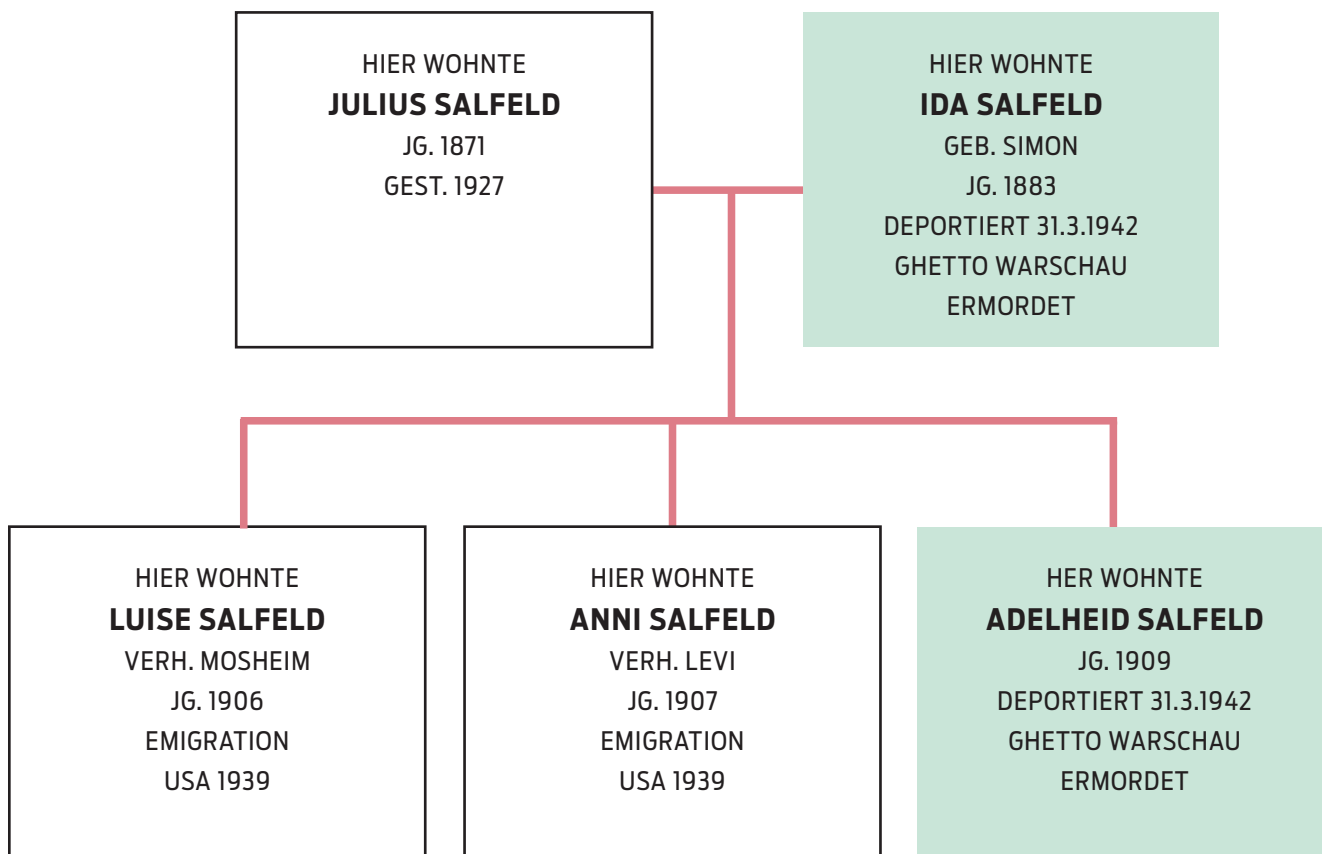 HIER WOHNTE
JULIUS SALFELD
JG. 1871
GEST. 1927
HIER WOHNTE
IDA SALFELD
GEB. SIMON
JG. 1883
DEPORTIERT 31.3.1942
GHETTO WARSCHAU
ERMORDET
HIER WOHNTE
LUISE SALFELD
VERH. MOSHEIM
JG. 1906
EMIGRATION
USA 1939
HIER WOHNTE
ANNI SALFELD
VERH. LEVI
JG. 1907
EMIGRATION
USA 1939
HER WOHNTE
ADELHEID SALFELD
JG. 1909
DEPORTIERT 31.3.1942
GHETTO WARSCHAU
ERMORDET